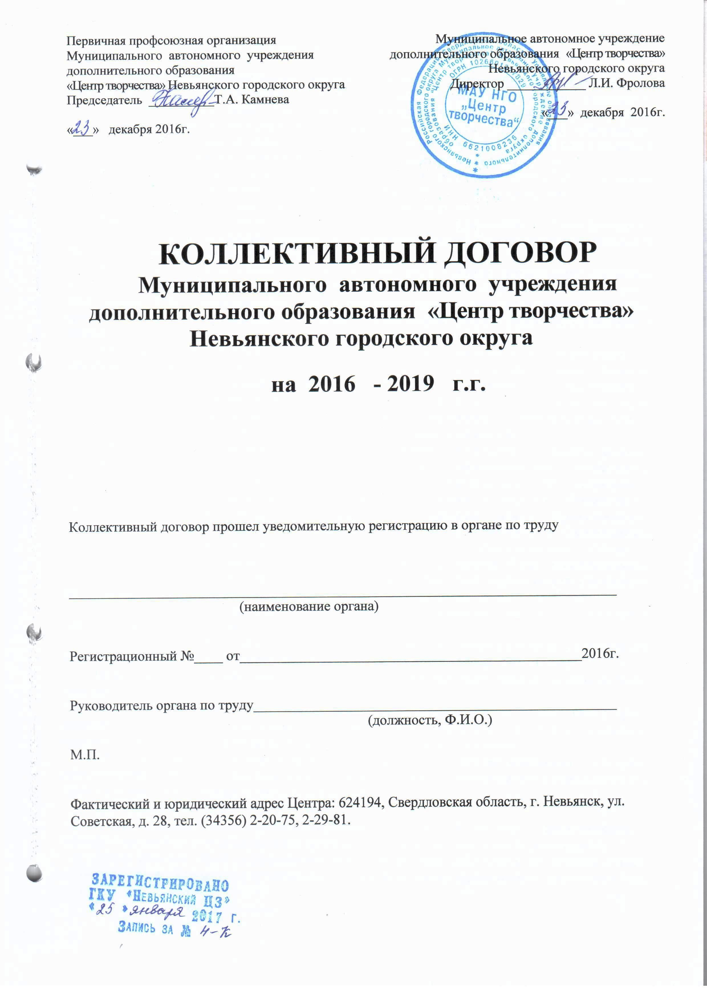 Первичная профсоюзная организация
Муниципального автономного учреждения
дополнительного образования
«Центр творчества» Невьянского городского округа
Председатель __________Т.А. Камнева
«23» декабря 2016г.
Муниципальное автономное учреждение
дополнительного образования «Центр творчества»
Невьянского городского округа
Директор ____________ Л.И. Фролова
«23» декабря 2016г.
МАУ НГО
„Центр
творчества“
ИНН 6621008236
КОЛЛЕКТИВНЫЙ ДОГОВОР
Муниципального автономного учреждения
дополнительного образования «Центр творчества»
Невьянского городского округа
на 2016 - 2019 г.г.
Коллективный договор прошел уведомительную регистрацию в органе по труду
(наименование органа)
Регистрационный №____ от____________________2016г.
Руководитель органа по труду____________________
(должность, Ф.И.О.)
М.П.
Фактический и юридический адрес Центра: 624194, Свердловская область, г. Невьянск, ул.
Советская, д. 28, тел. (34356) 2-20-75, 2-29-81.
ЗАРЕГИСТРИРОВАНО
ГКУ «Невьянский ЦЗ»
«25» января 2017 г.
Запись за № 4-К